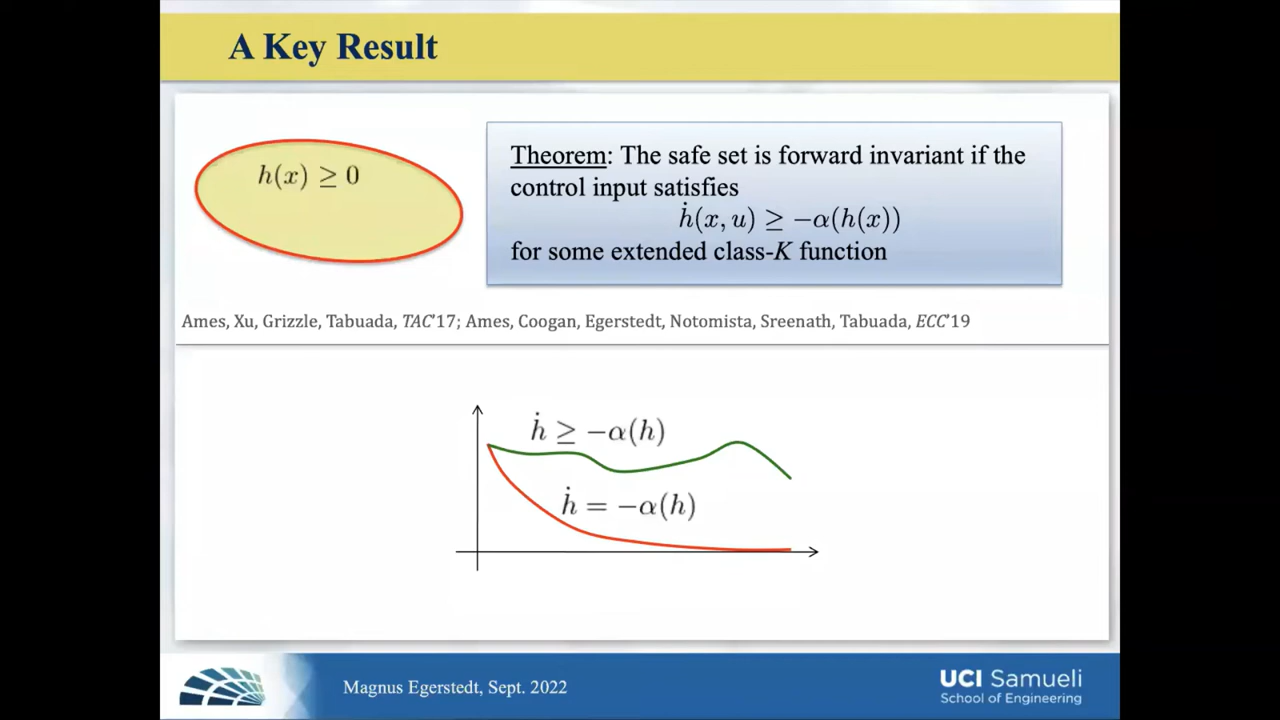 A Key Result
h(x) ≥ 0
Theorem: The safe set is forward invariant if the
control input satisfies
ḣ(x, u) ≥ −α(h(x))
for some extended class-K function
Ames, Xu, Grizzle, Tabuada, TAC'17; Ames, Coogan, Egerstedt, Notomista, Sreenath, Tabuada, ECC'19
ḣ ≥ −α(h)
ḣ = −α(h)
Magnus Egerstedt, Sept. 2022
UCI Samueli
School of Engineering